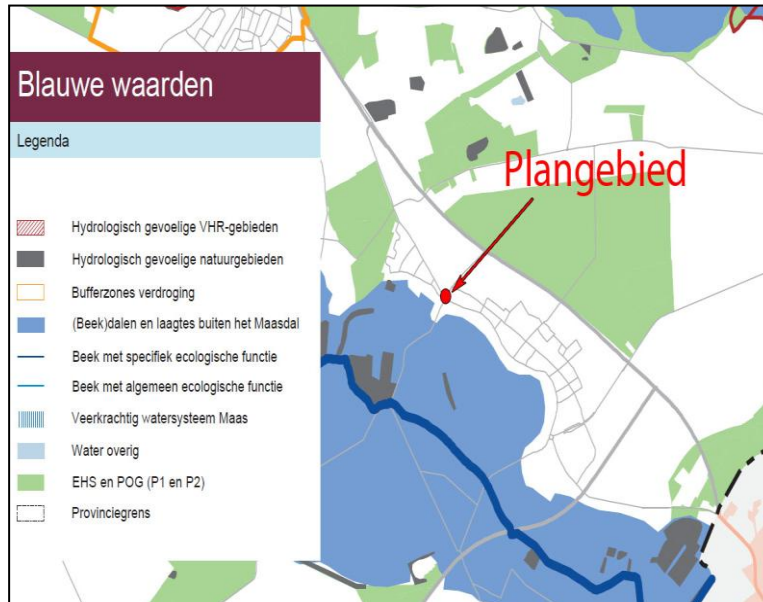 Blauwe waarden
Legenda
Plangebied
Hydrologisch gevoelige VHR-gebieden
Hydrologisch gevoelige natuurgebieden
Bufferzones verdroging
(Beek)dalen en laagtes buiten het Maasdal
Beek met specifiek ecologische functie
Beek met algemeen ecologische functie
Veerkrachtig watersysteem Maas
Water overig
EHS en POG (P1 en P2)
Provinciegrens